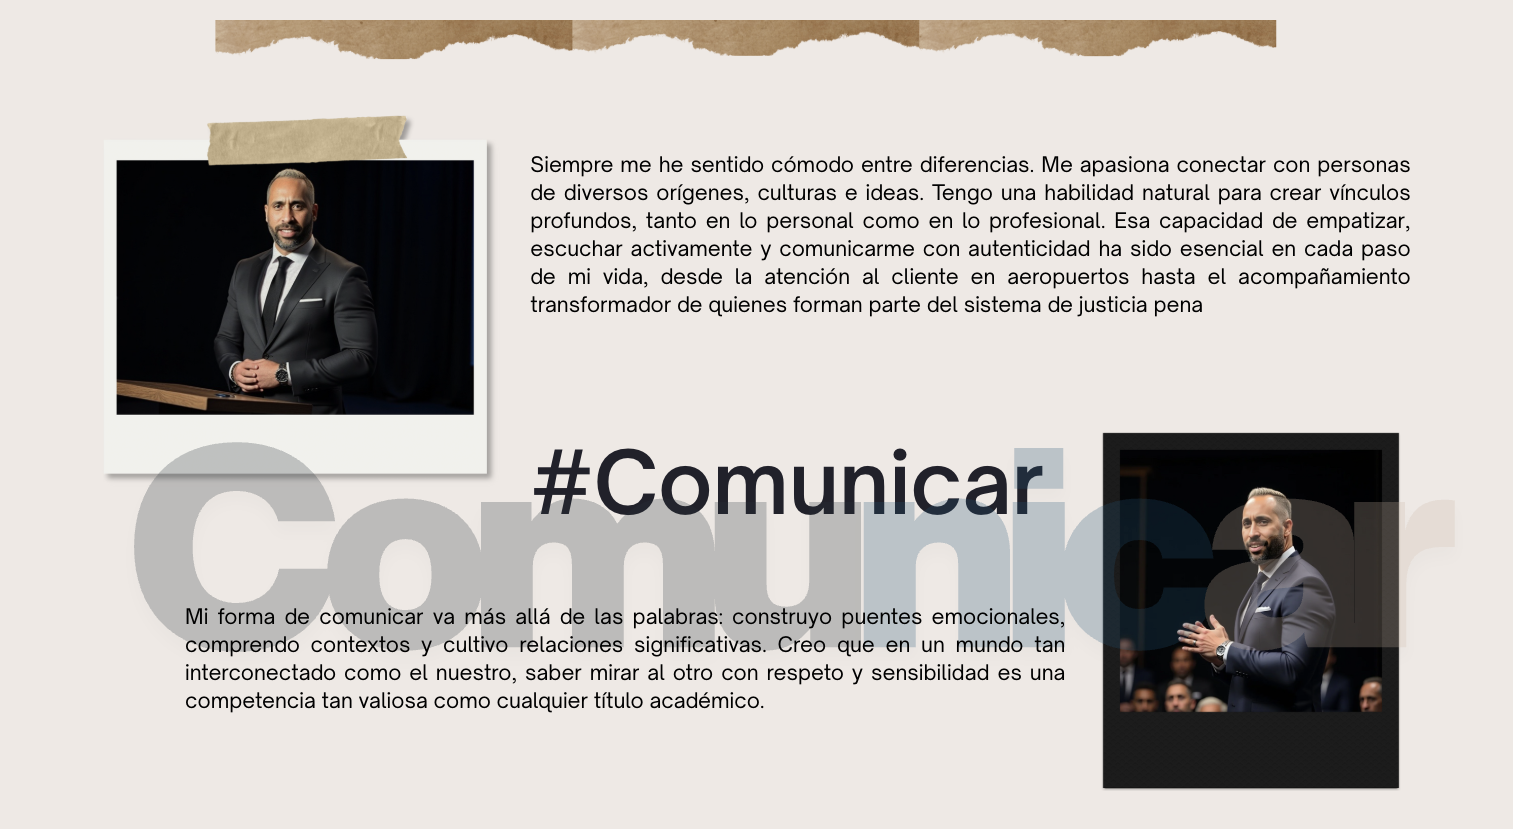 Siempre me he sentido cómodo entre diferencias. Me apasiona conectar con personas
de diversos orígenes, culturas e ideas. Tengo una habilidad natural para crear vínculos
profundos, tanto en lo personal como en lo profesional. Esa capacidad de empatizar,
escuchar activamente y comunicarme con autenticidad ha sido esencial en cada paso
de mi vida, desde la atención al cliente en aeropuertos hasta el acompañamiento
transformador de quienes forman parte del sistema de justicia pena
#Comunicar
Comunicar
Mi forma de comunicar va más allá de las palabras: construyo puentes emocionales,
comprendo contextos y cultivo relaciones significativas. Creo que en un mundo tan
interconectado como el nuestro, saber mirar al otro con respeto y sensibilidad es una
competencia tan valiosa como cualquier título académico.